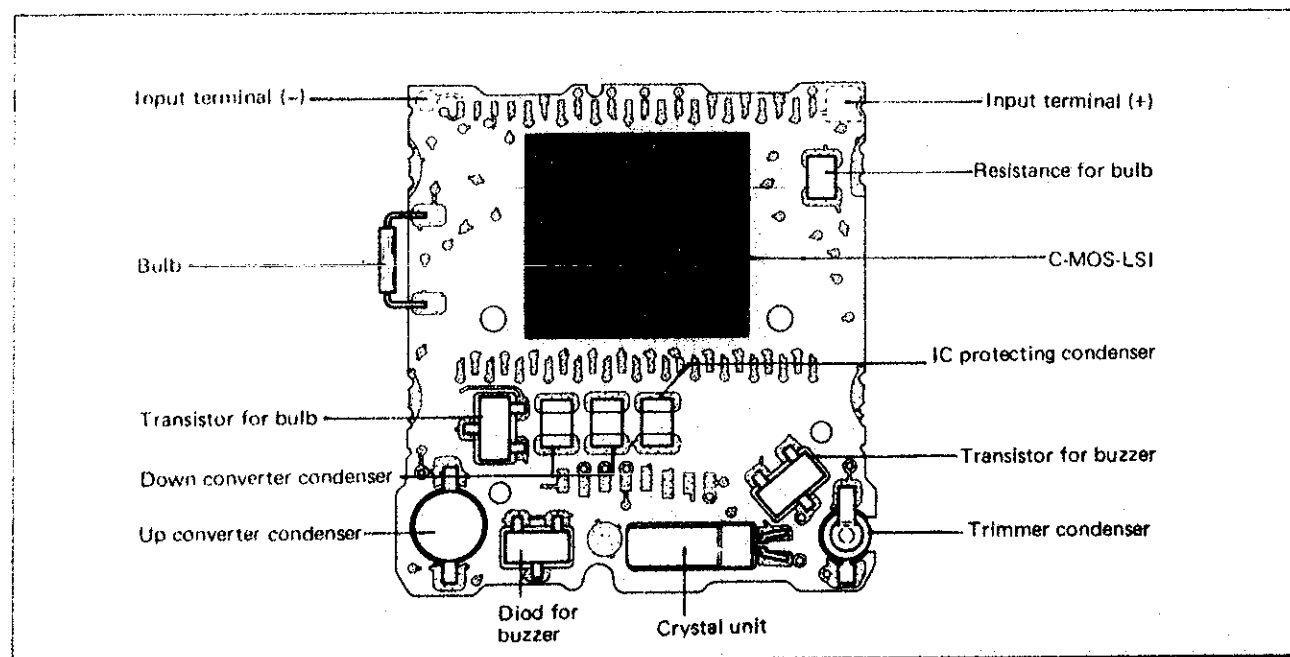 Input terminal (-)
Input terminal (+)
Resistance for bulb
Bulb
C-MOS-LSI
IC protecting condenser
Transistor for bulb
Transistor for buzzer
Down converter condenser
Up converter condenser
Trimmer condenser
Diod for
buzzer
Crystal unit